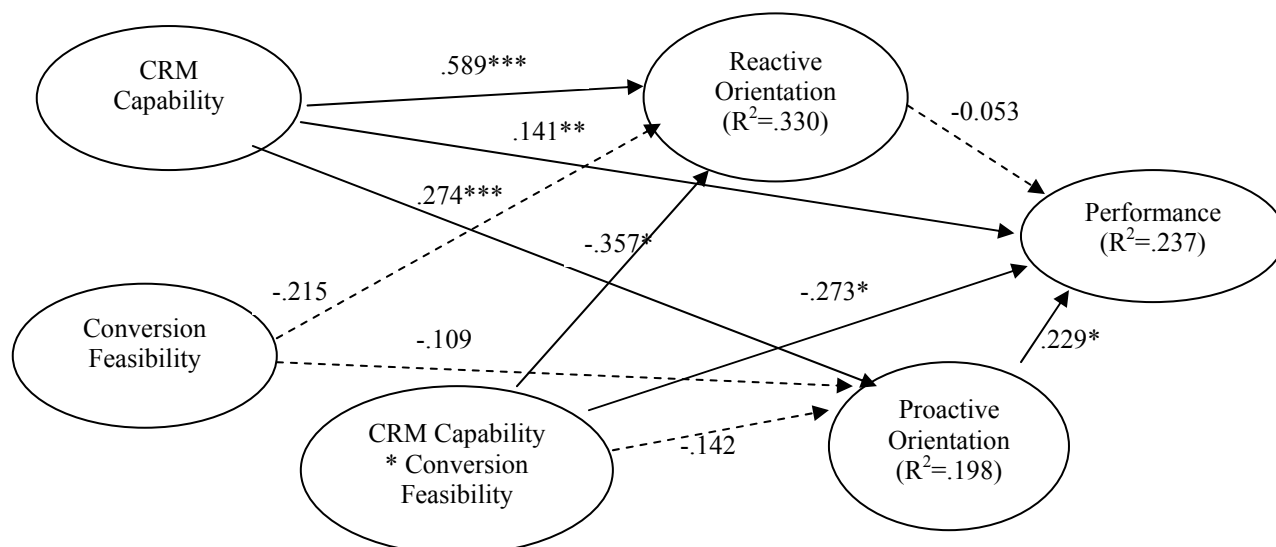 CRM
Capability
.589***
Reactive
Orientation
(R²=.330)
-0.053
.141**
.274***
Performance
(R²=.237)
-.357*
-.215
-.273*
Conversion
Feasibility
-.109
.229*
CRM Capability
* Conversion
Feasibility
-.142
Proactive
Orientation
(R²=.198)